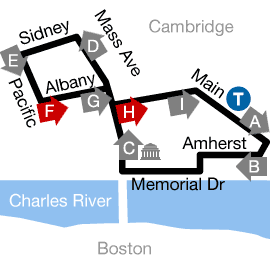 Sidney
Cambridge
D
Mass Ave
E
Albany
Main
Pacific
F
G
H
I
T
A
Amherst
C
B
Memorial Dr
Charles River
Boston